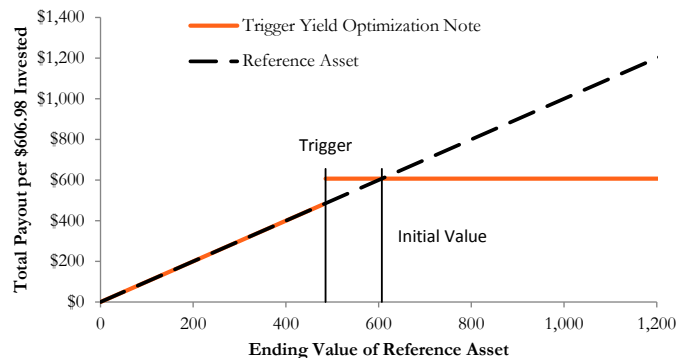 Total Payout per $606.98 Invested
$1,400
$1,200
$1,000
$800
$600
$400
$200
$0
Trigger Yield Optimization Note
Reference Asset
Trigger
Initial Value
0
200
400
600
800
1,000
1,200
Ending Value of Reference Asset